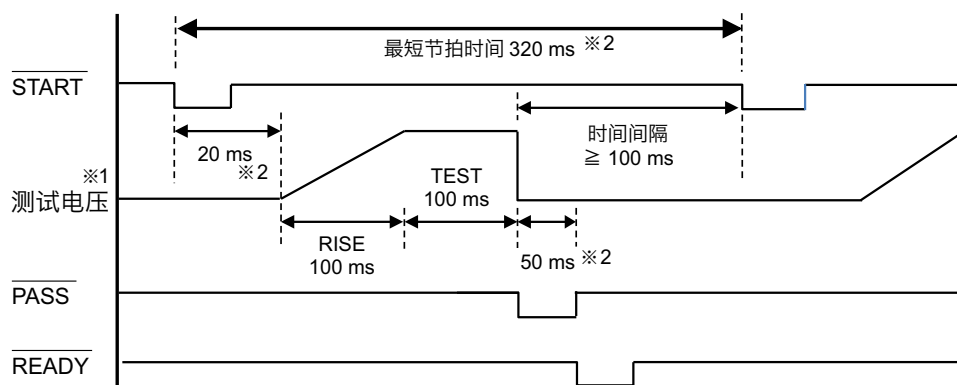 最短节拍时间 320 ms ※2
START
20 ms
※2
时间间隔
≧ 100 ms
※1
测试电压
TEST
100 ms
RISE
100 ms
50 ms ※2
PASS
READY